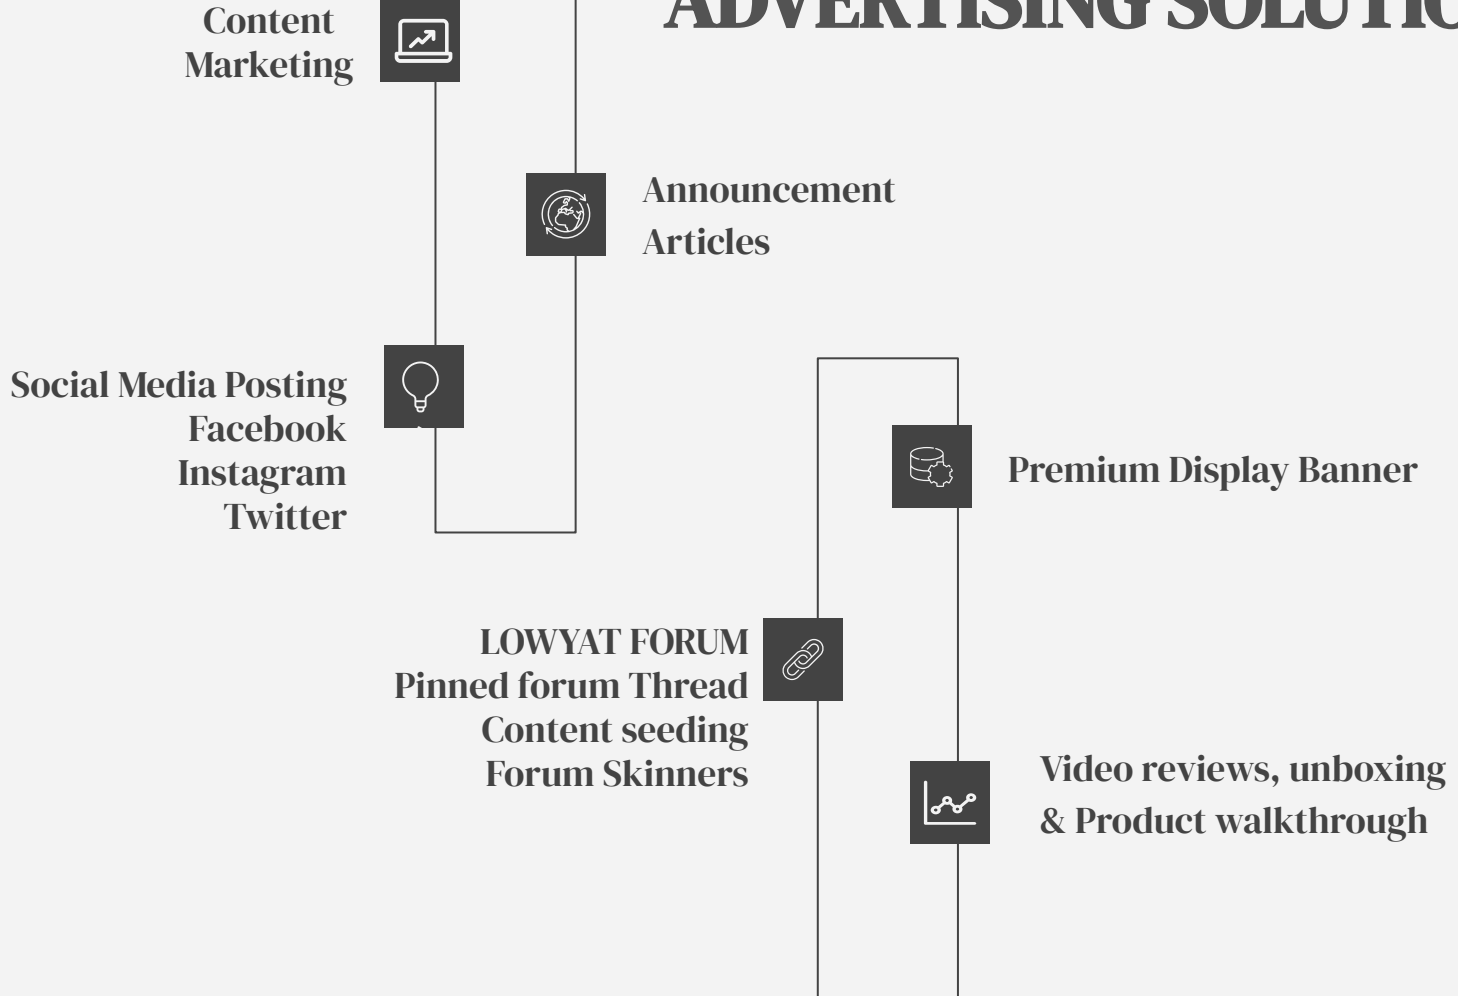 ADVERTISING
Content
Marketing
Announcement
Articles
Social Media Posting
Facebook
Instagram
Twitter
Premium Display Banner
LOWYAT FORUM
Pinned forum Thread
Content seeding
Forum Skinners
Video reviews, unboxing
& Product walkthrough